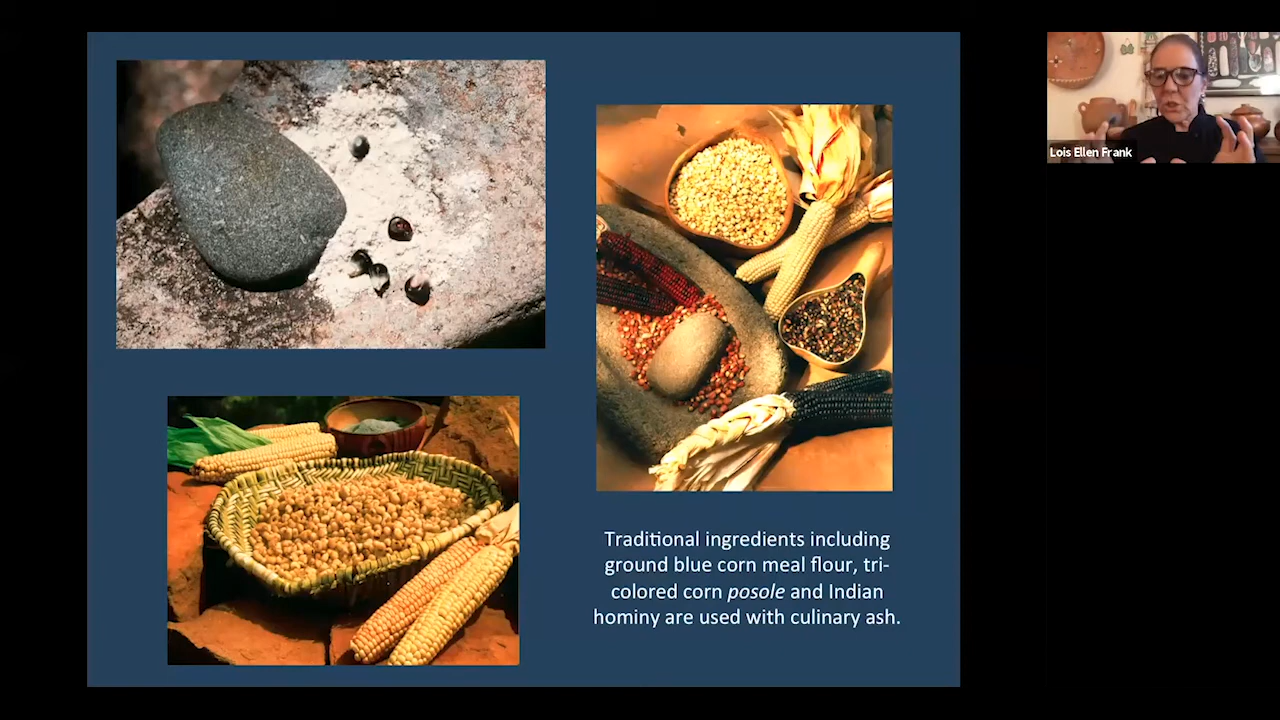 Lois Ellen Frank
Traditional ingredients including
ground blue corn meal flour, tri-
colored corn posole and Indian
hominy are used with culinary ash.